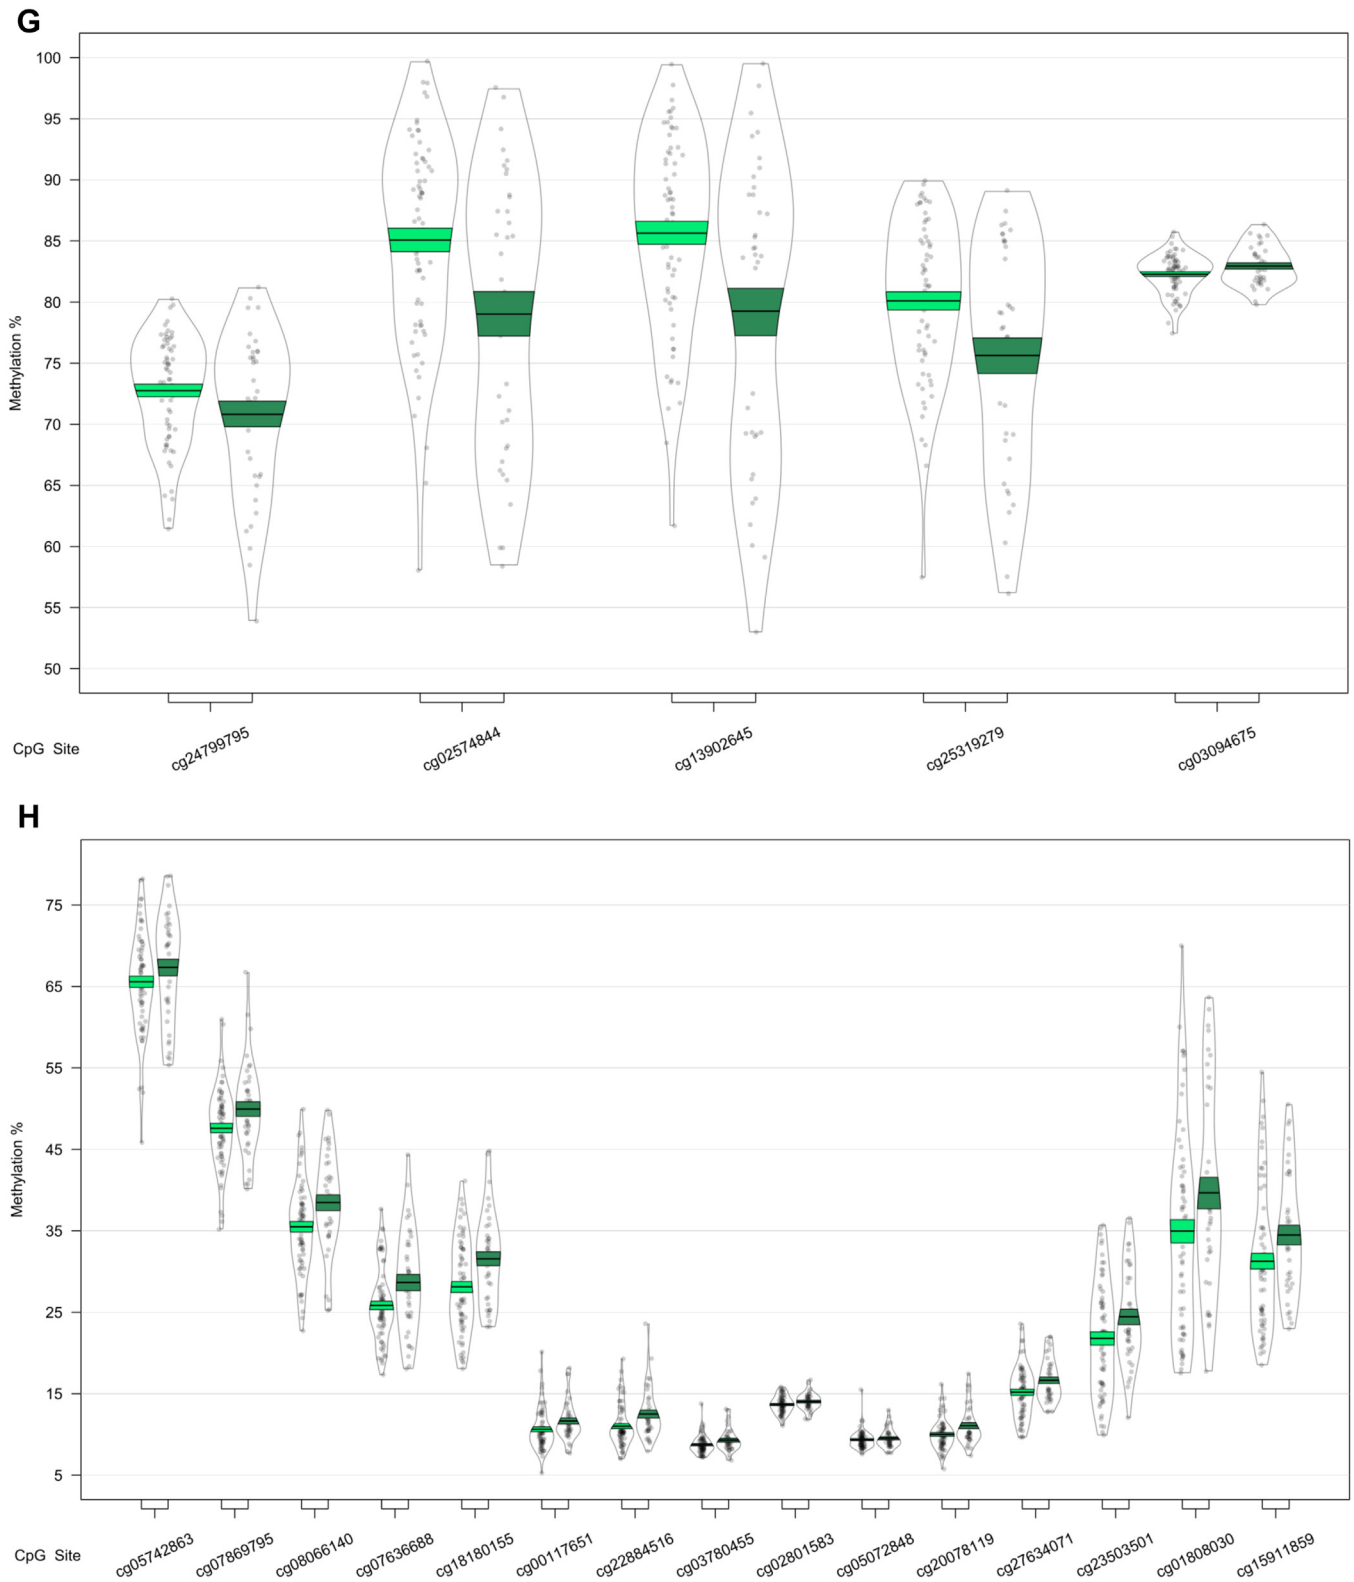 G
100
95
90
85
80
75
70
65
60
55
50
Methylation %
CpG Site
cg24799795
cg02574844
cg13902645
cg25319279
cg03094675
H
75
65
55
45
35
25
15
5
Methylation %
CpG Site
cg05742863
cg07869795
cg08066140
cg07636688
cg18180155
cg00117651
cg22884516
cg03780455
cg02801583
cg05072848
cg20078119
cg27634071
cg23503501
cg01808030
cg15911859